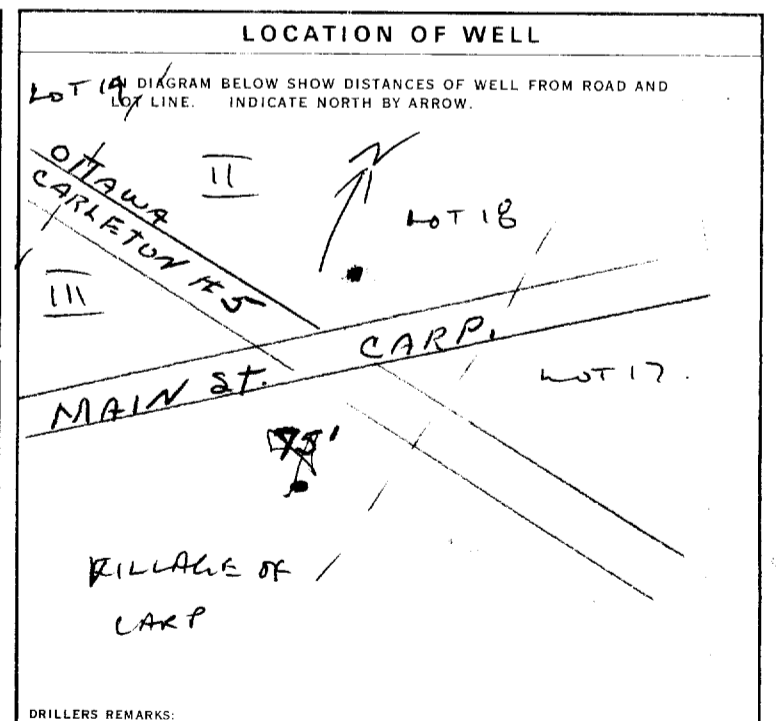 LOCATION OF WELL
IN DIAGRAM BELOW SHOW DISTANCES OF WELL FROM ROAD AND
LOT LINE. INDICATE NORTH BY ARROW.
LOT 19
OTTAWA
CARLETON #5
II
N
LOT 18
III
MAIN St. CARP.
LOT 17.
75'
VILLAGE OF
CARP
DRILLERS REMARKS: